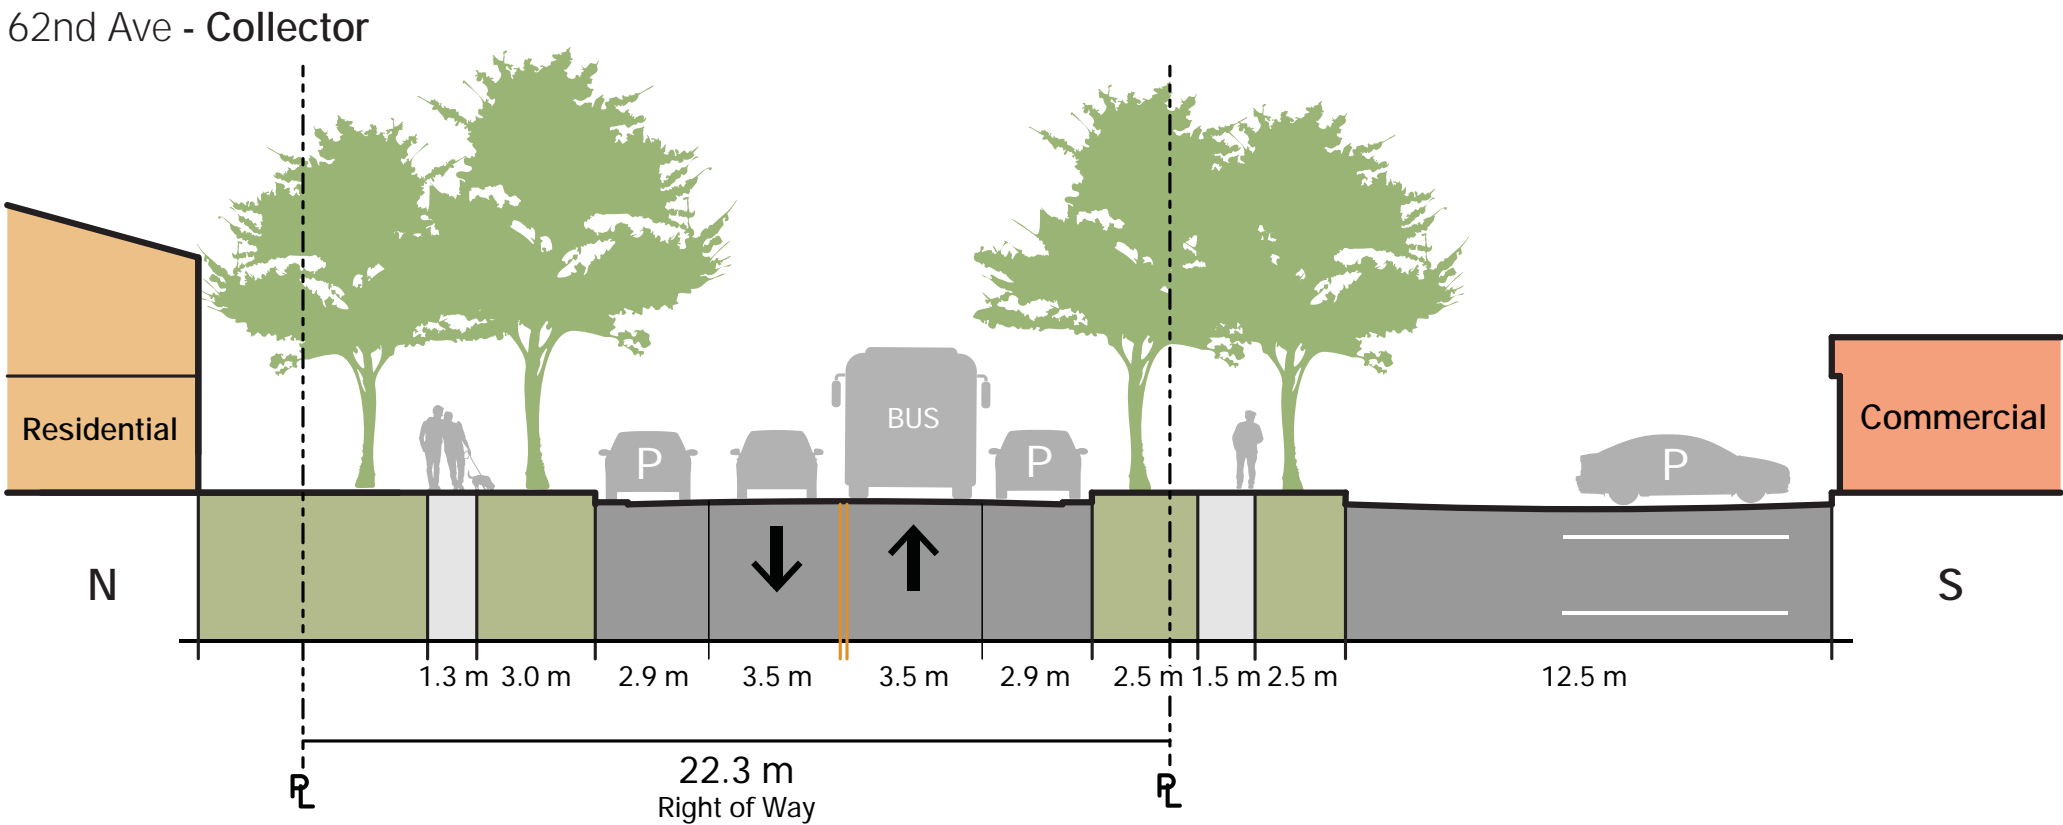 62nd Ave - Collector
Residential
P
BUS
P
P
Commercial
N
S
1.3 m 3.0 m 2.9 m 3.5 m 3.5 m 2.9 m 2.5 m 1.5 m 2.5 m 12.5 m
22.3 m
Right of Way
PL
PL